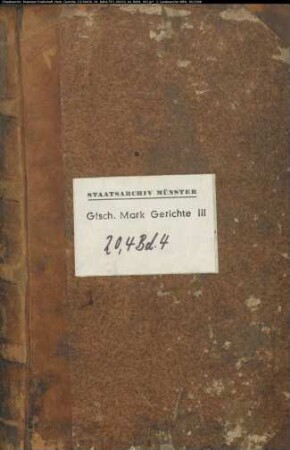 STAATSARCHIV MÜNSTER
Gfsch. Mark Gerichte III
20,4 Bd. 4